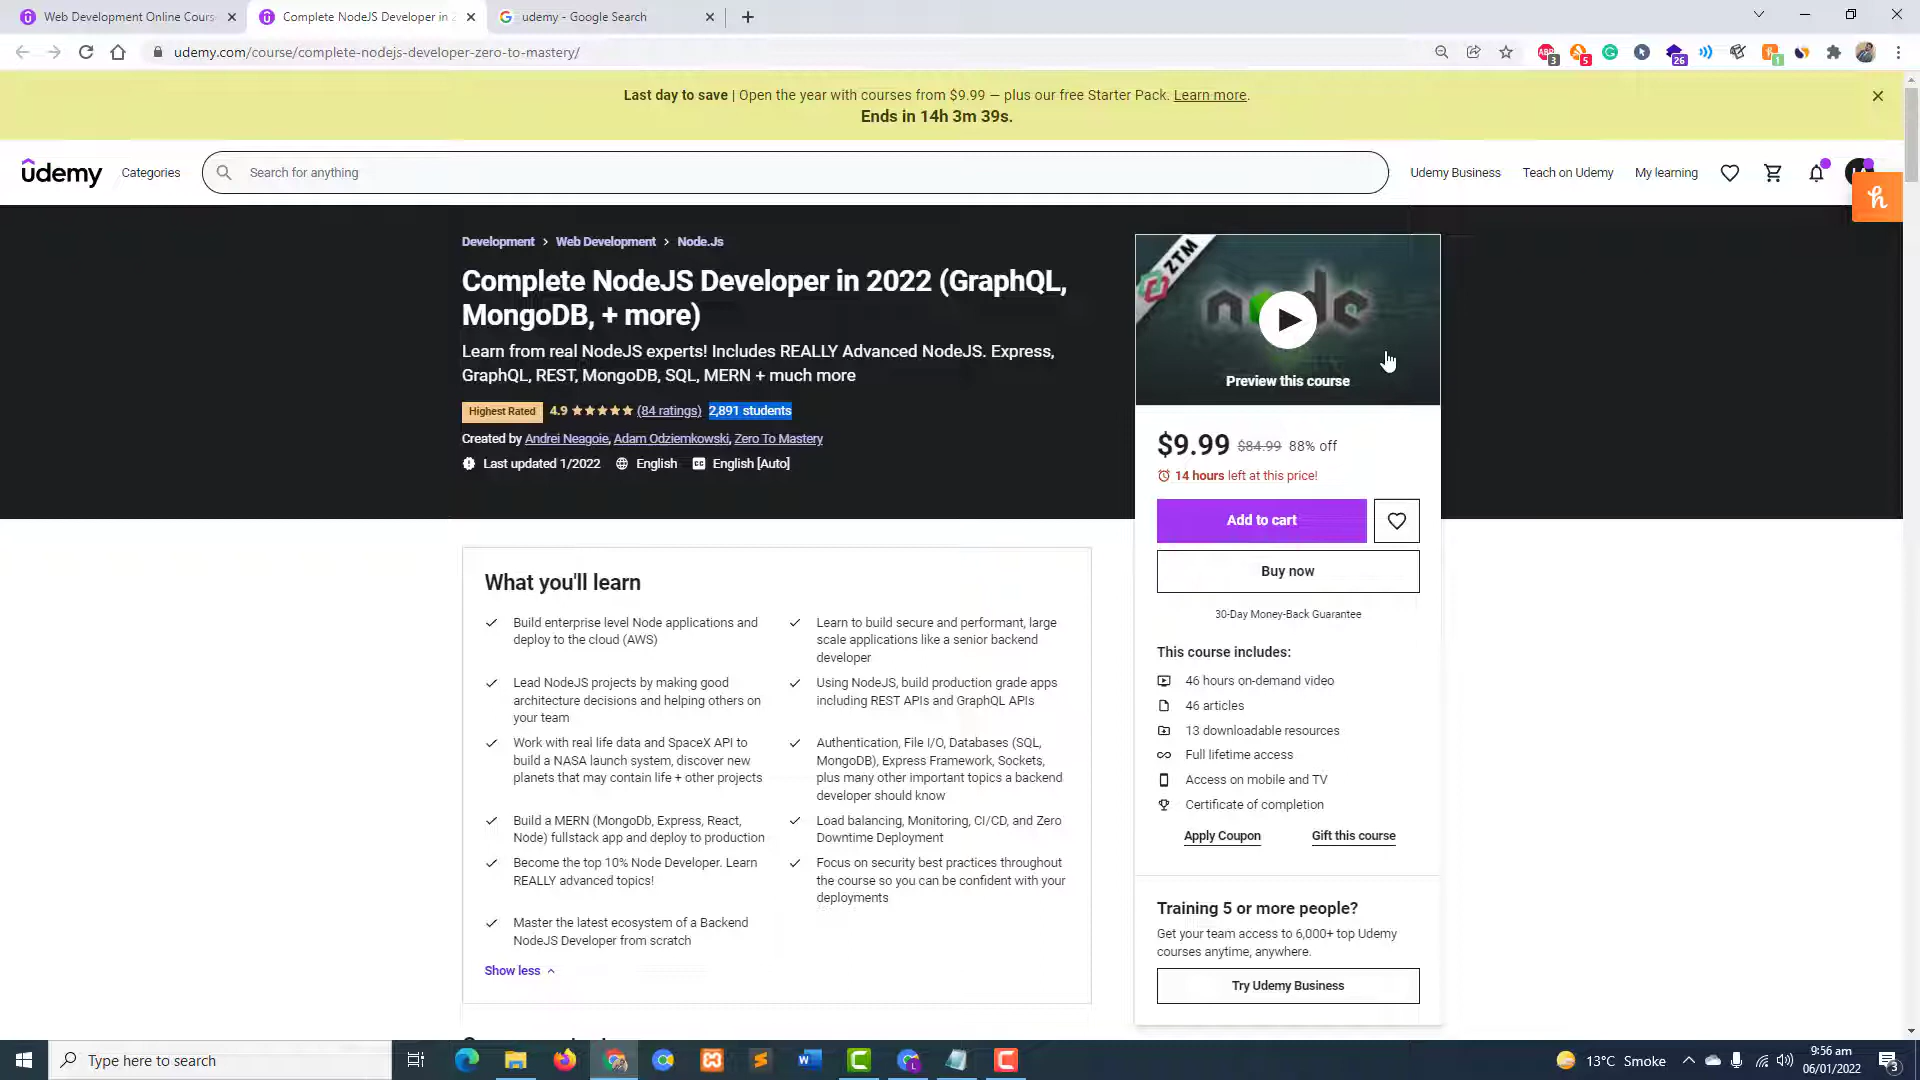 Web Development Online Cours
Complete NodeJS Developer in 2
udemy - Google Search
udemy.com/course/complete-nodejs-developer-zero-to-mastery/
3
5
26
1
Last day to save | Open the year with courses from $9.99 — plus our free Starter Pack. Learn more.
Ends in 14h 3m 39s.
udemy
Categories
Search for anything
Udemy Business
Teach on Udemy
My learning
Development > Web Development > Node.Js
Complete NodeJS Developer in 2022 (GraphQL,
MongoDB, + more)
Learn from real NodeJS experts! Includes REALLY Advanced NodeJS. Express,
GraphQL, REST, MongoDB, SQL, MERN + much more
Highest Rated 4.9 (84 ratings) 2,891 students
Created by Andrei Neagoie, Adam Odziemkowski, Zero To Mastery
Last updated 1/2022 English English [Auto]
ZTM
node
Preview this course
$9.99 $84.99 88% off
14 hours left at this price!
Add to cart
Buy now
30-Day Money-Back Guarantee
This course includes:
46 hours on-demand video
46 articles
13 downloadable resources
Full lifetime access
Access on mobile and TV
Certificate of completion
Apply Coupon
Gift this course
Training 5 or more people?
Get your team access to 6,000+ top Udemy
courses anytime, anywhere.
Try Udemy Business
What you'll learn
Build enterprise level Node applications and
deploy to the cloud (AWS)
Learn to build secure and performant, large
scale applications like a senior backend
developer
Lead NodeJS projects by making good
architecture decisions and helping others on
your team
Using NodeJS, build production grade apps
including REST APIs and GraphQL APIs
Work with real life data and SpaceX API to
build a NASA launch system, discover new
planets that may contain life + other projects
Authentication, File I/O, Databases (SQL,
MongoDB), Express Framework, Sockets,
plus many other important topics a backend
developer should know
Build a MERN (MongoDb, Express, React,
Node) fullstack app and deploy to production
Load balancing, Monitoring, CI/CD, and Zero
Downtime Deployment
Become the top 10% Node Developer. Learn
REALLY advanced topics!
Focus on security best practices throughout
the course so you can be confident with your
deployments
Master the latest ecosystem of a Backend
NodeJS Developer from scratch
Show less
Type here to search
13°C Smoke
9:56 am
06/01/2022
3